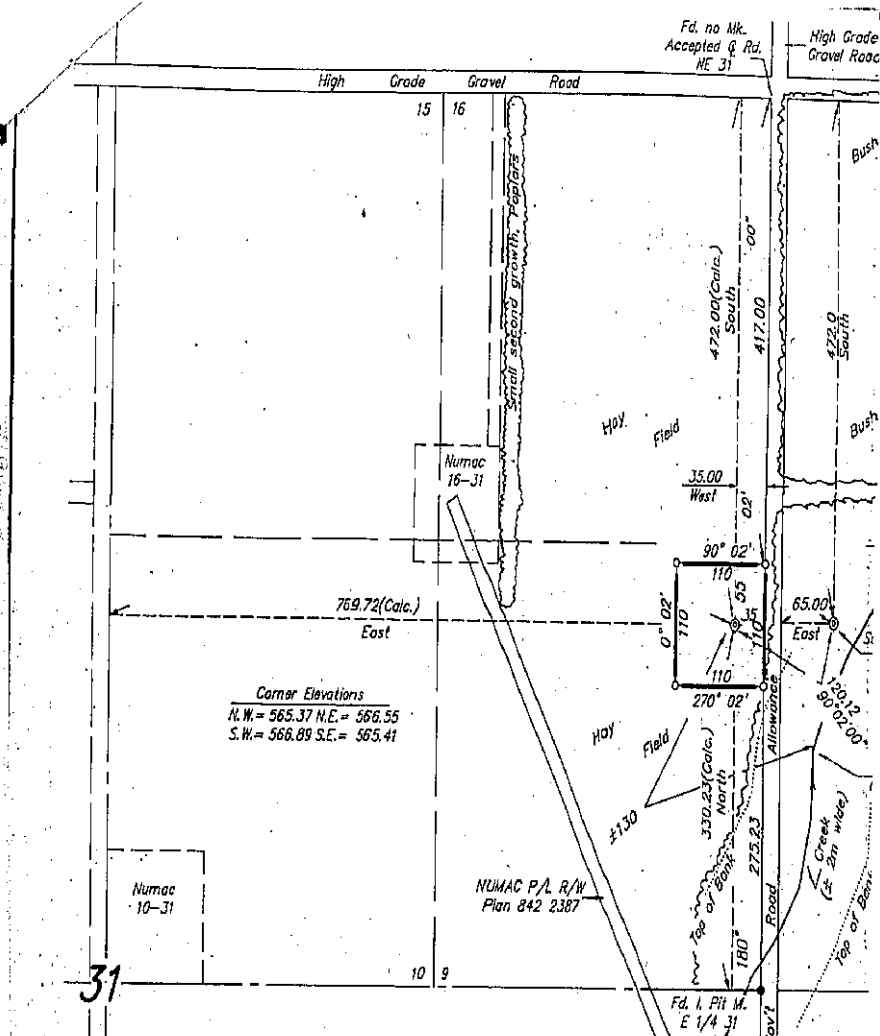 Fd. no Mk.
Accepted ℄ Rd.
NE 31
High Grade
Gravel Road
High Grade Gravel Road
15 16
Small second growth, Poplars
472.00(Calc.)
South
00"
417.00
472.0
South
Bush
Bush
Hay Field
Numac
16-31
35.00
West
02'
90° 02'
110
55
0° 02'
110
35
110
65.00
East
769.72(Calc.)
East
110
270° 02'
120.12
90°02'00"
Corner Elevations
N.W.= 565.37 N.E.= 566.55
S.W.= 566.89 S.E.= 565.41
Hay Field
Allowance
±130
330.23(Calc.)
North
275.23
Creek
(± 2m wide)
Top of Bank
Top of Bank
Numac
10-31
NUMAC P/L R/W
Plan 842 2387
Road
180°
31
10 9
Fd. I. Pit M.
E 1/4 31
ov't